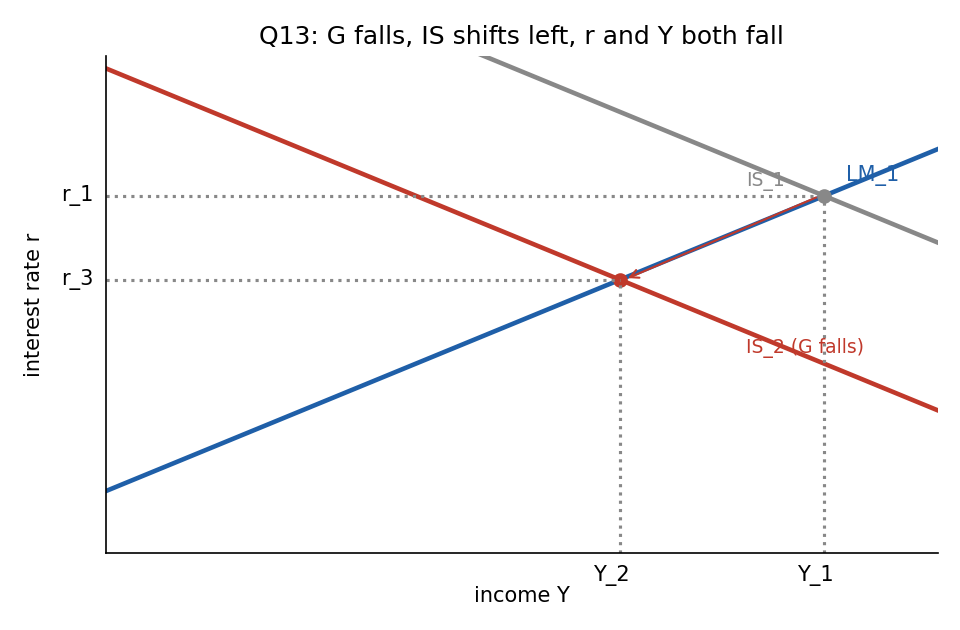 Q13: G falls, IS shifts left, r and Y both fall
IS_1
LM_1
r_1
r_3
interest rate r
IS_2 (G falls)
Y_2
Y_1
income Y